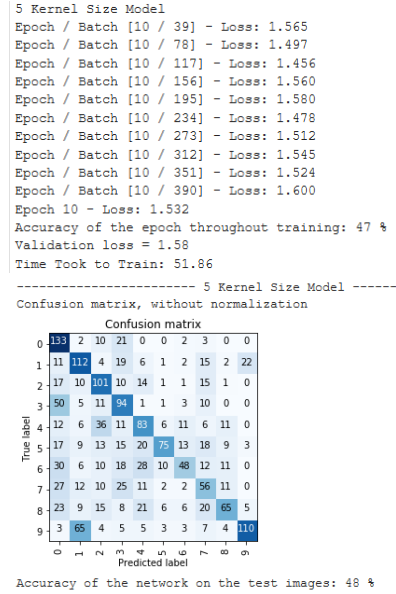 5 Kernel Size Model
Epoch / Batch [10 / 39] - Loss: 1.565
Epoch / Batch [10 / 78] - Loss: 1.497
Epoch / Batch [10 / 117] - Loss: 1.456
Epoch / Batch [10 / 156] - Loss: 1.560
Epoch / Batch [10 / 195] - Loss: 1.580
Epoch / Batch [10 / 234] - Loss: 1.478
Epoch / Batch [10 / 273] - Loss: 1.512
Epoch / Batch [10 / 312] - Loss: 1.545
Epoch / Batch [10 / 351] - Loss: 1.524
Epoch / Batch [10 / 390] - Loss: 1.600
Epoch 10 - Loss: 1.532
Accuracy of the epoch throughout training: 47 %
Validation loss = 1.58
Time Took to Train: 51.86
------------------------ 5 Kernel Size Model ------
Confusion matrix, without normalization
Confusion matrix
0 133 2 10 21 0 0 2 3 0 0
1 11 112 4 19 6 1 2 15 2 22
2 17 10 101 10 14 1 1 15 1 0
3 50 5 11 94 1 1 3 10 0 0
4 12 6 36 11 83 6 11 6 11 0
5 17 9 13 15 20 75 13 18 9 3
6 30 6 10 18 28 10 48 12 11 0
7 27 12 10 25 11 2 2 56 11 0
8 23 9 15 8 21 6 6 20 65 5
9 3 65 4 5 5 3 3 7 4 110
True label
0 1 2 3 4 5 6 7 8 9
Predicted label
Accuracy of the network on the test images: 48 %